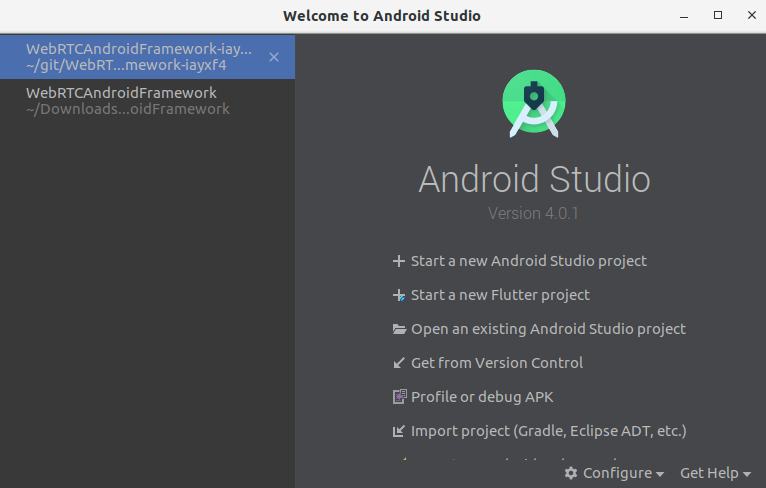 Welcome to Android Studio
WebRTCAndroidFramework-iay...
~/git/WebRT...mework-iayxf4
WebRTCAndroidFramework
~/Downloads...oidFramework
Android Studio
Version 4.0.1
Start a new Android Studio project
Start a new Flutter project
Open an existing Android Studio project
Get from Version Control
Profile or debug APK
Import project (Gradle, Eclipse ADT, etc.)
Configure
Get Help